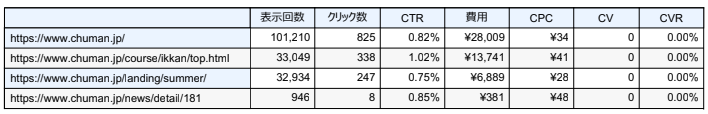 表示回数 クリック数 CTR 費用 CPC CV CVR
https://www.chuman.jp/ 101,210 825 0.82% ¥28,009 ¥34 0 0.00%
https://www.chuman.jp/course/ikkan/top.html 33,049 338 1.02% ¥13,741 ¥41 0 0.00%
https://www.chuman.jp/landing/summer/ 32,934 247 0.75% ¥6,889 ¥28 0 0.00%
https://www.chuman.jp/news/detail/181 946 8 0.85% ¥381 ¥48 0 0.00%